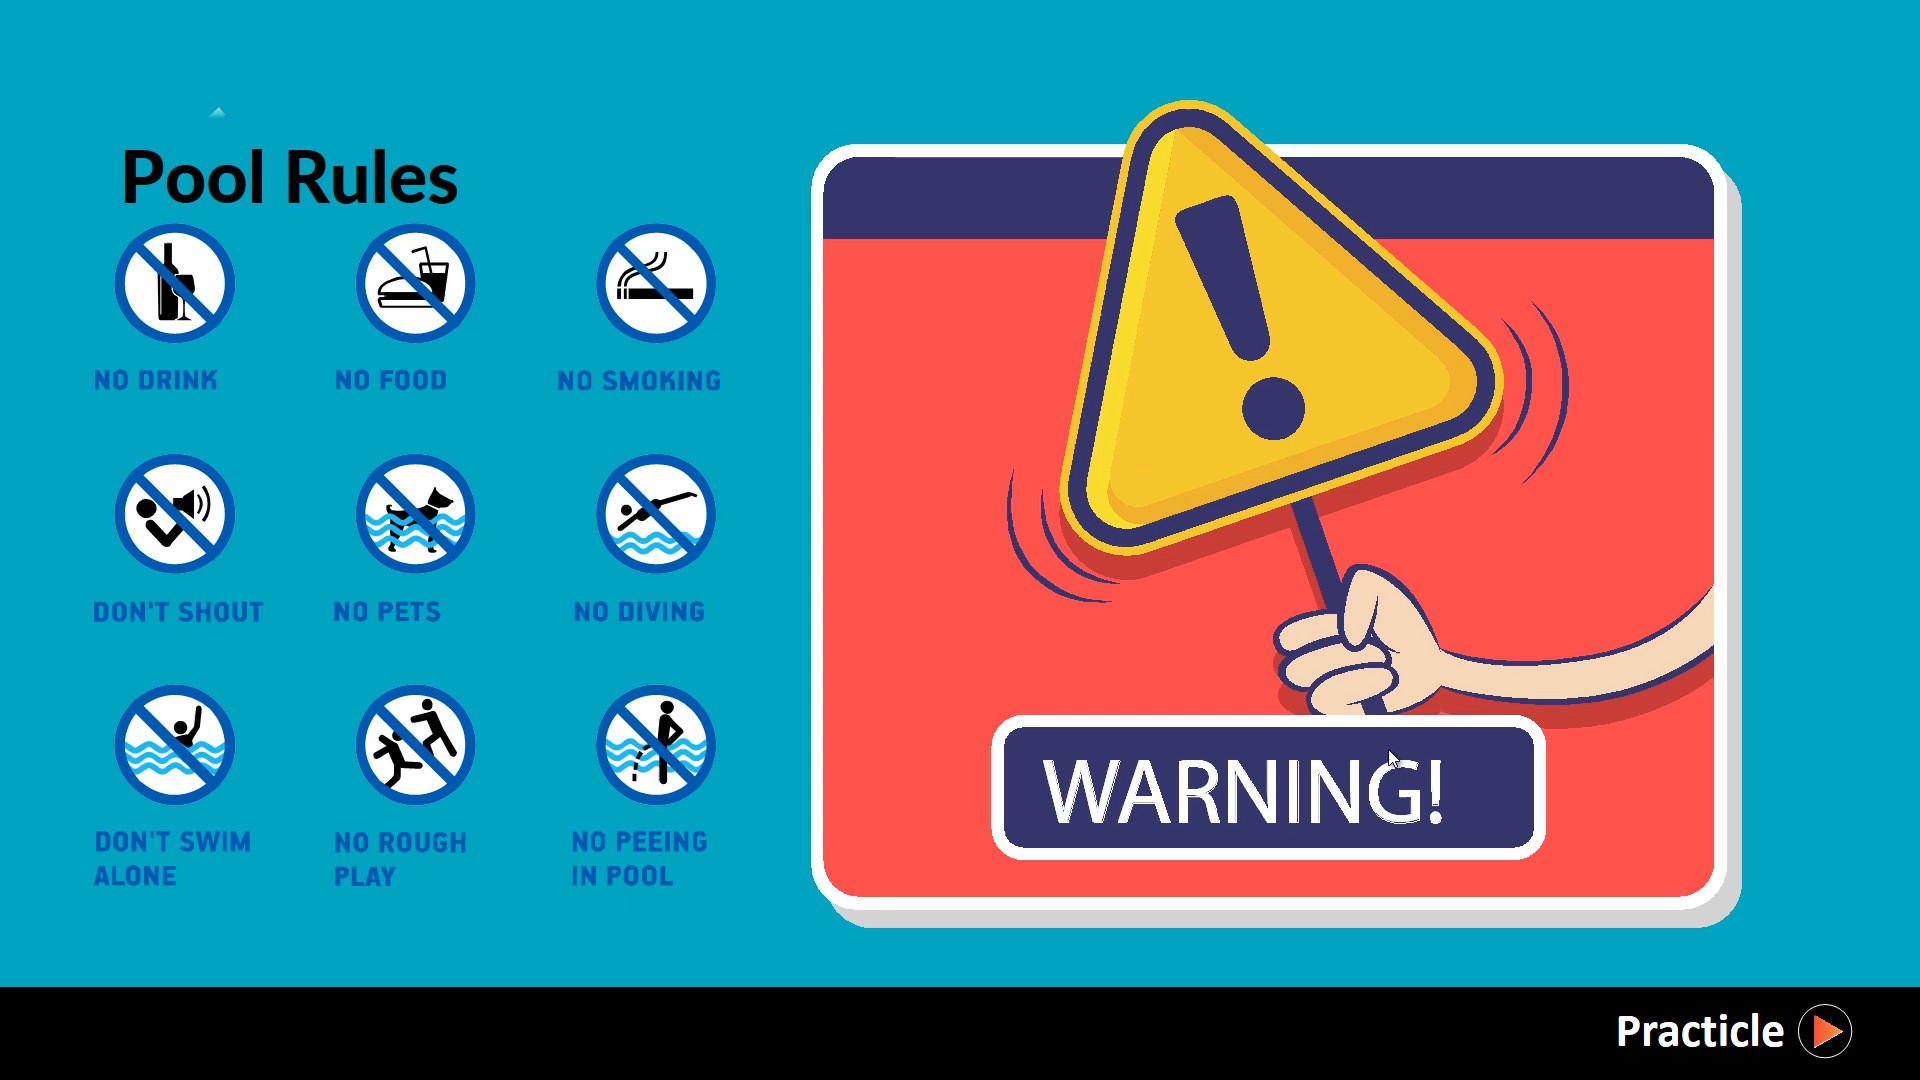 Pool Rules
NO DRINK
NO FOOD
NO SMOKING
DON'T SHOUT
NO PETS
NO DIVING
DON'T SWIM
ALONE
NO ROUGH
PLAY
NO PEEING
IN POOL
WARNING!
Practicle